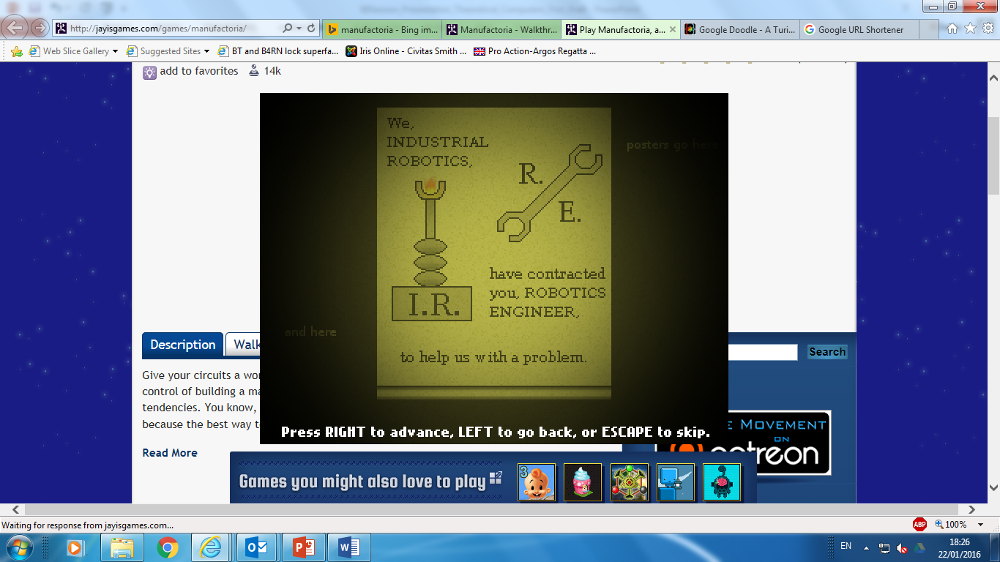 http://jayisgames.com/games/manufactoria/
manufactoria - Bing im...
Manufactoria - Walkthr...
Play Manufactoria, a...
Google Doodle - A Turi...
Google URL Shortener
Web Slice Gallery
Suggested Sites
BT and B4RN lock superfa...
Iris Online - Civitas Smith ...
Pro Action-Argos Regatta ...
add to favorites
14k
We,
INDUSTRIAL
ROBOTICS,
posters go here
R.
E.
have contracted
you, ROBOTICS
ENGINEER,
I.R.
and here
to help us with a problem.
Press RIGHT to advance, LEFT to go back, or ESCAPE to skip.
Description
Walk
Search
Give your circuits a wo
control of building a ma
tendencies. You know,
because the best way t
Read More
E MOVEMENT
ON
patreon
Games you might also love to play
3
Waiting for response from jayisgames.com...
ABP
100%
EN
18:26
22/01/2016